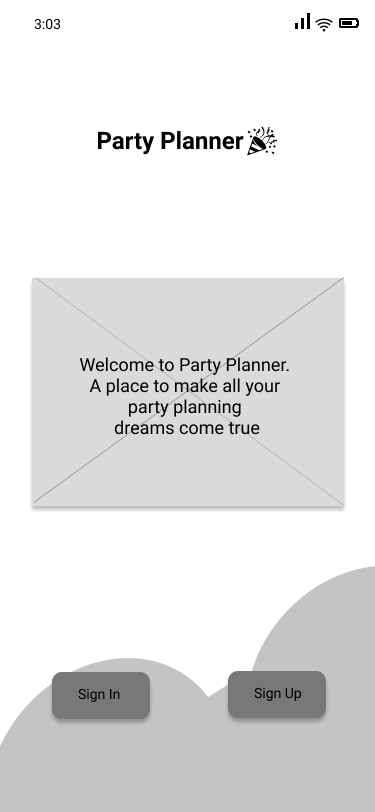 3:03
Party Planner
Welcome to Party Planner.
A place to make all your
party planning
dreams come true
Sign In
Sign Up